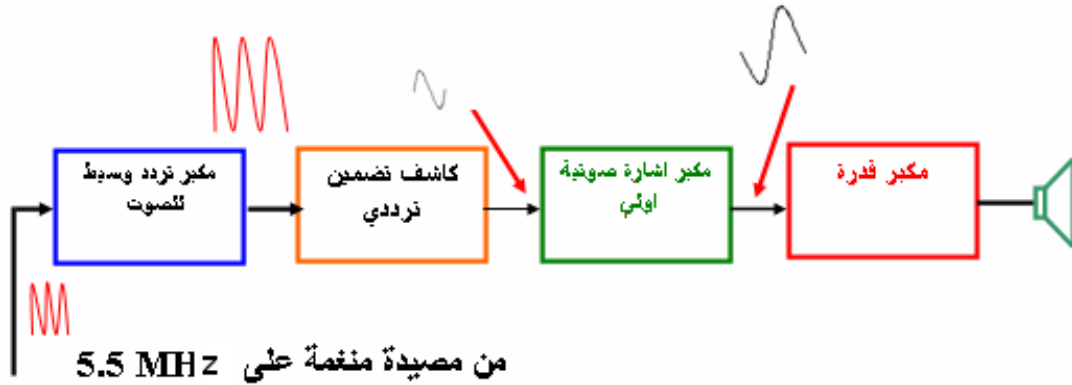 مكبر تردد وسيط
للصوت
كاشف تضمين
ترددي
مكبر اشارة صوتية
اولي
مكبر قدرة
من مصيدة منغمة على 5.5 MHz